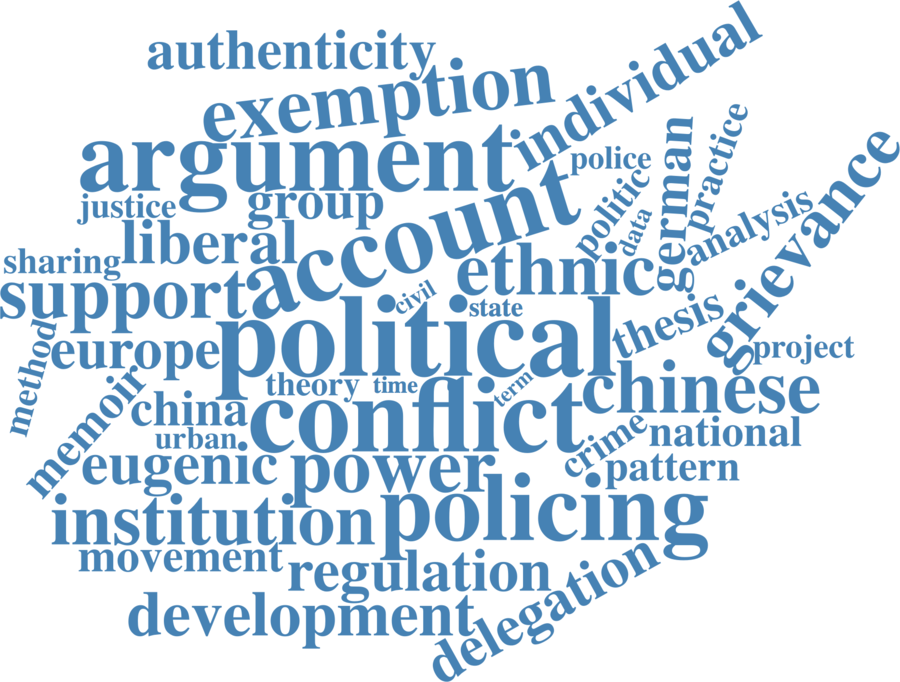 authenticity
exemption
individual
argument
police
practice
german
grievance
justice
group
account
politic
data
analysis
liberal
sharing
ethnic
support
civil
state
political
thesis
method
europe
project
theory
time
term
chinese
memoir
china
conflict
urban
crime
national
eugenic
power
pattern
institution
policing
movement
regulation
delegation
development